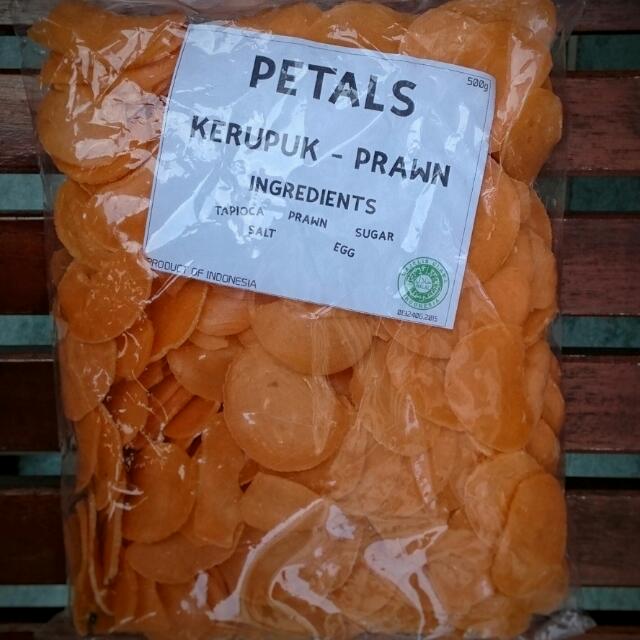 PETALS
500g
KERUPUK - PRAWN
INGREDIENTS
TAPIOCA PRAWN SUGAR
SALT EGG
PRODUCT OF INDONESIA